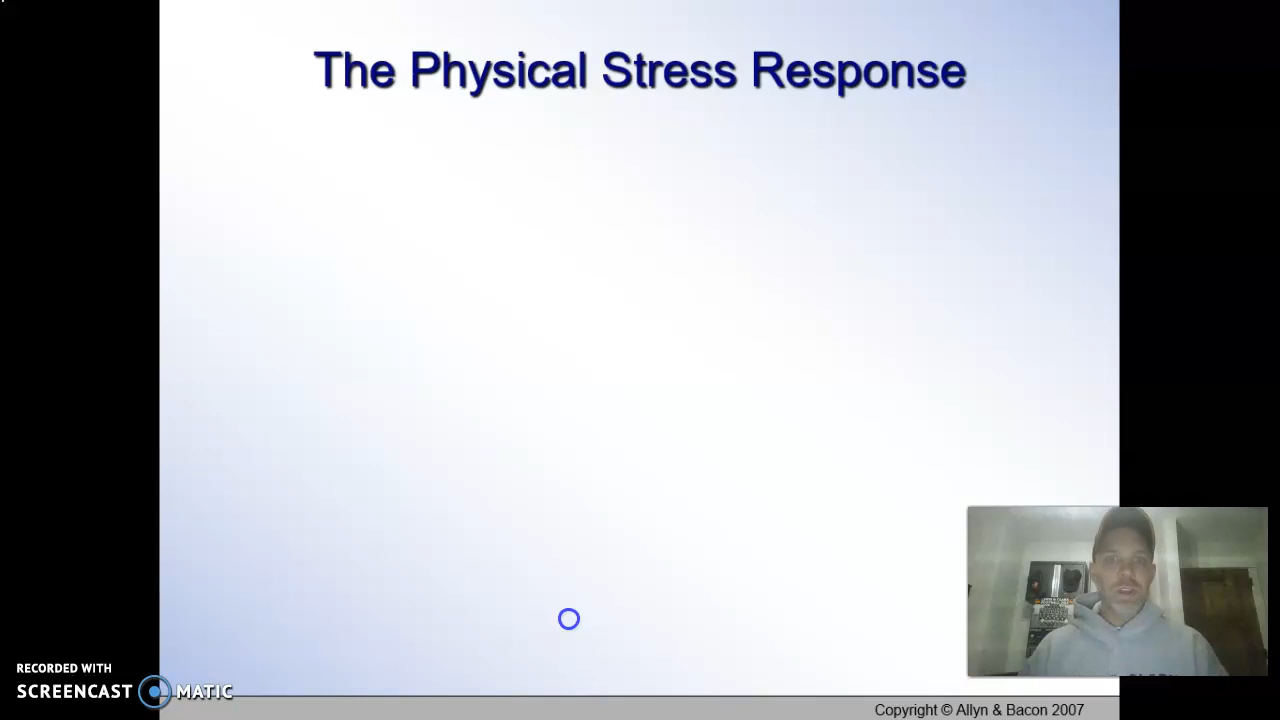 The Physical Stress Response
RECORDED WITH
SCREENCAST MATIC
Copyright © Allyn & Bacon 2007